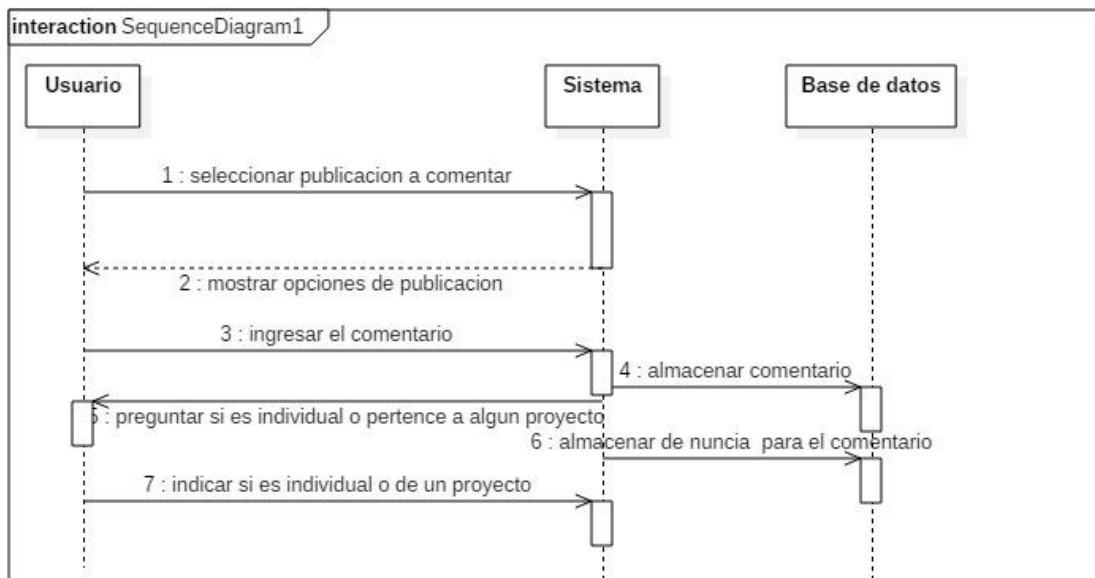 interaction SequenceDiagram1
Usuario
Sistema
Base de datos
1 : seleccionar publicacion a comentar
2 : mostrar opciones de publicacion
3 : ingresar el comentario
4 : almacenar comentario
5 : preguntar si es individual o pertence a algun proyecto
6 : almacenar de nuncia para el comentario
7 : indicar si es individual o de un proyecto